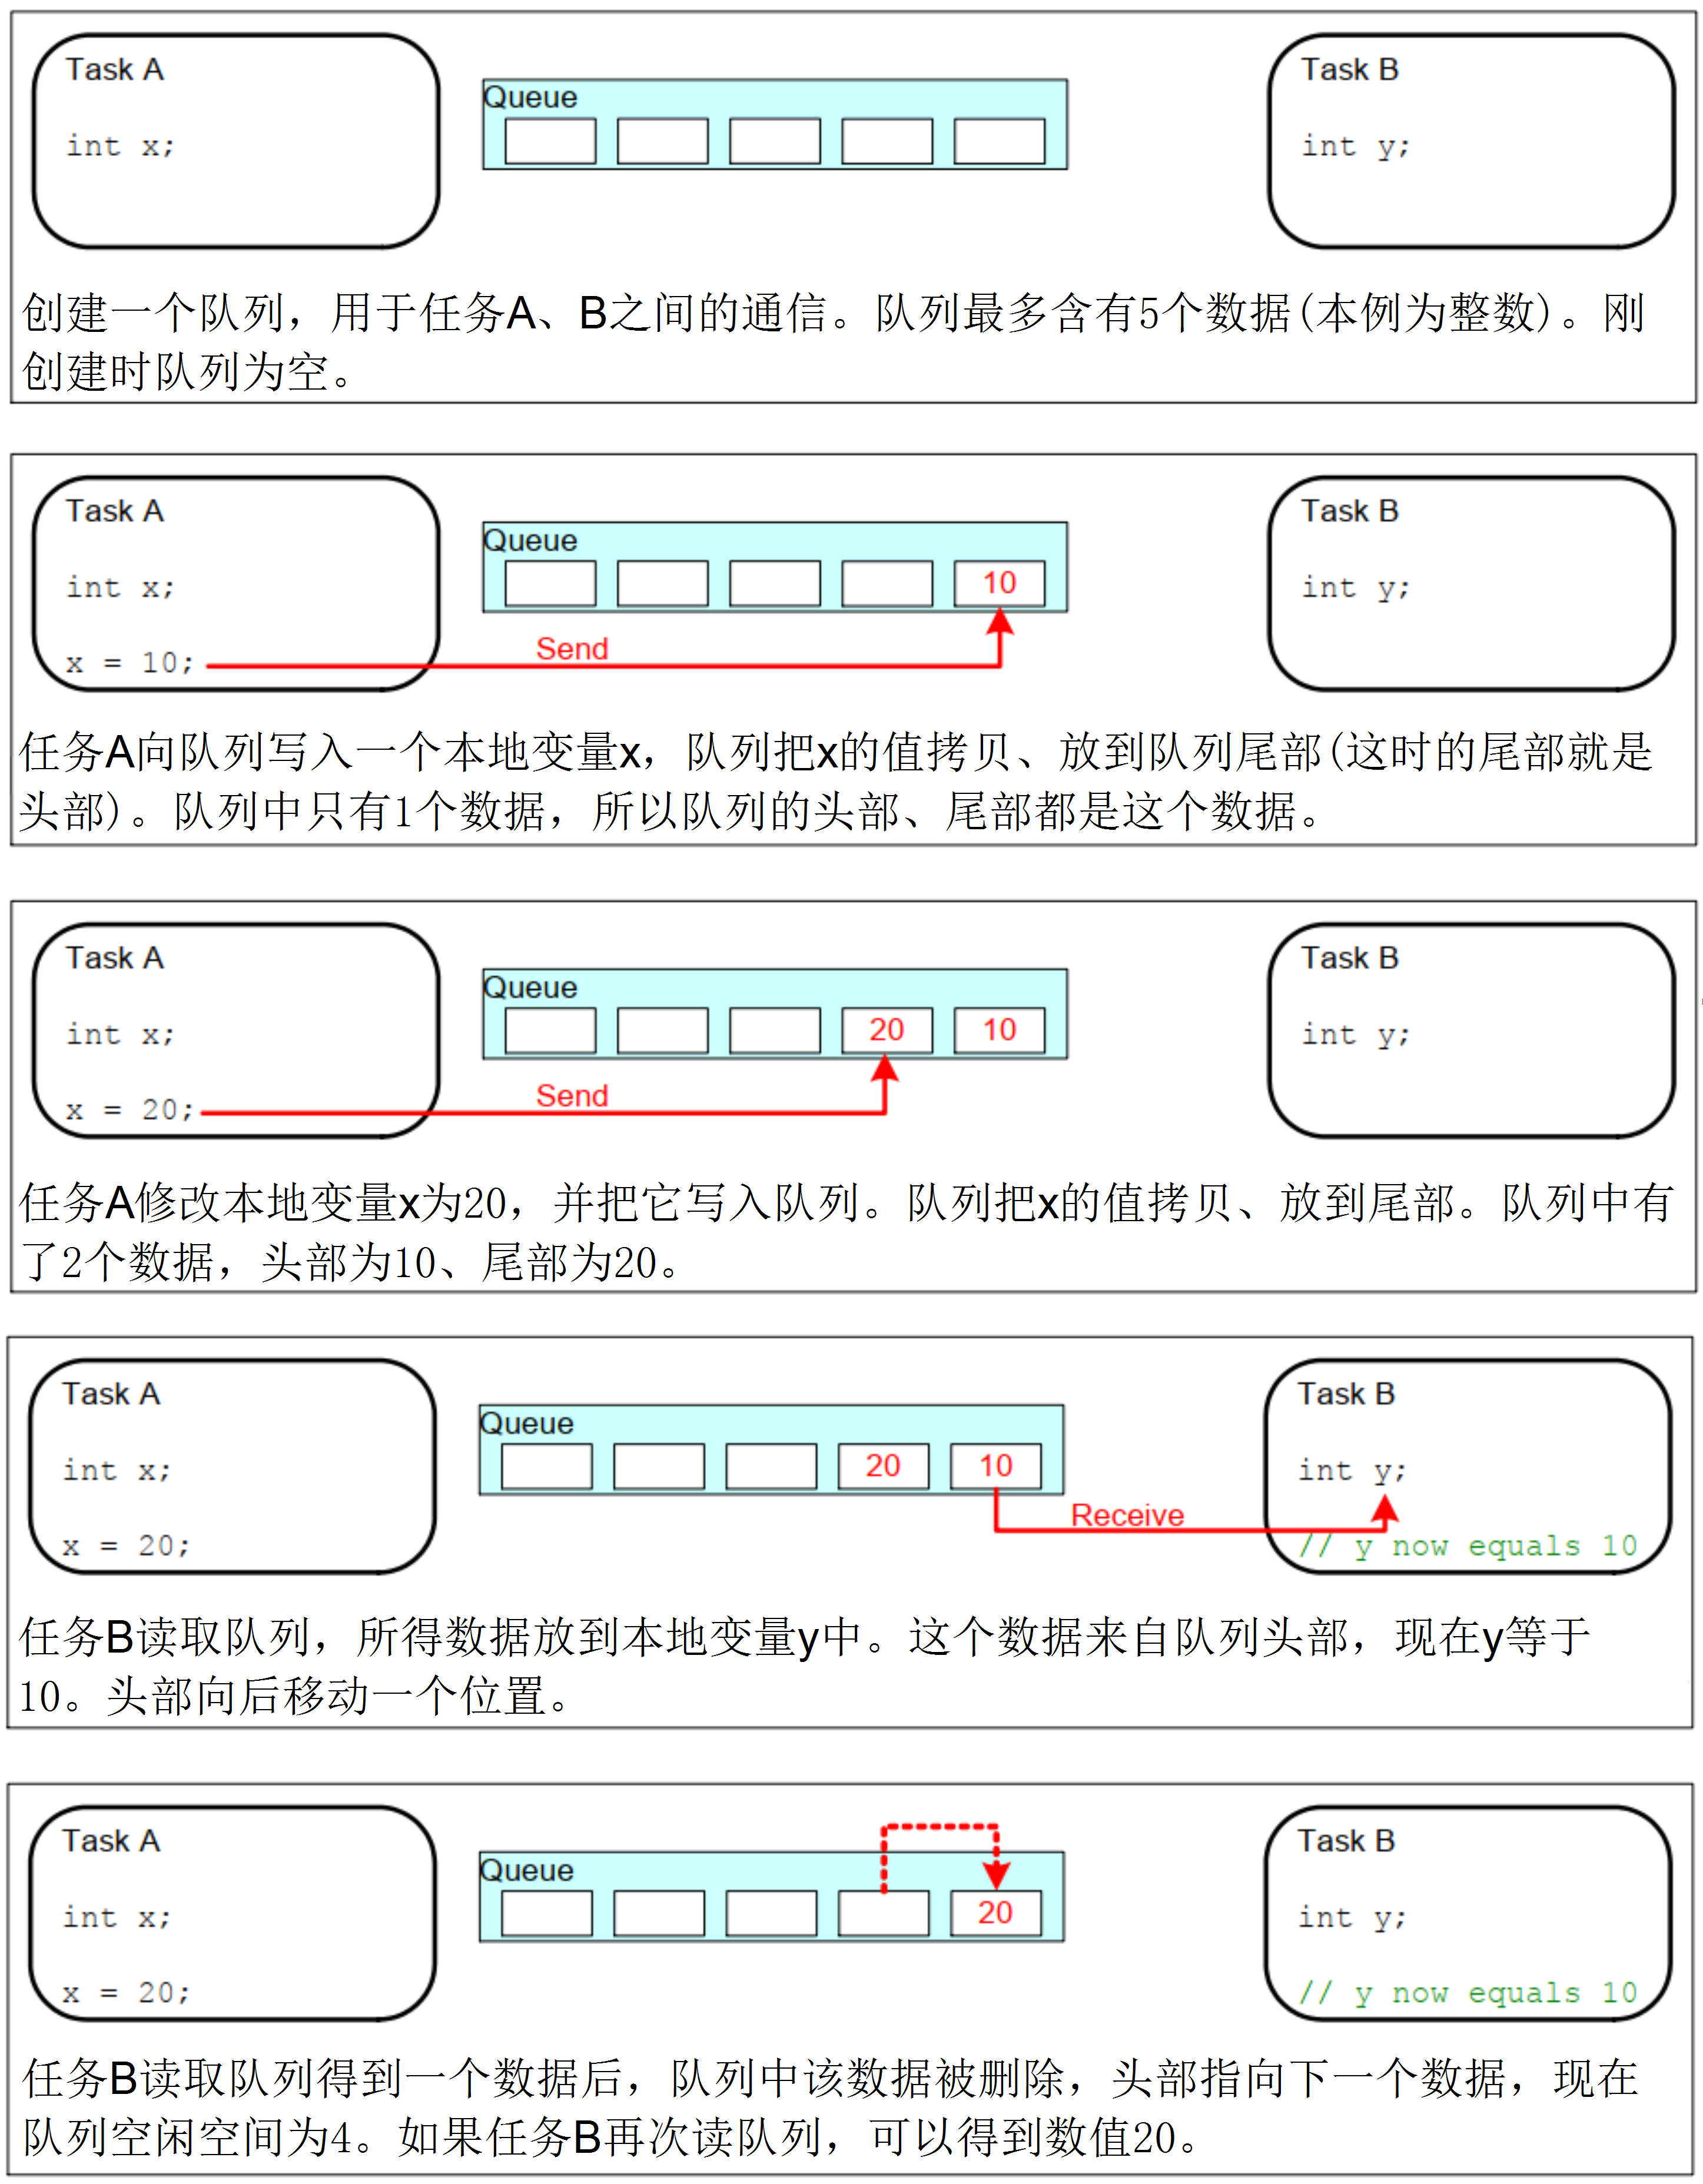 Task A
Task B
Queue
int x;
int y;
创建一个队列，用于任务A、B之间的通信。队列最多含有5个数据(本例为整数)。刚
创建时队列为空。
Task A
Task B
Queue
10
int x;
int y;
Send
x = 10;
任务A向队列写入一个本地变量x，队列把x的值拷贝、放到队列尾部(这时的尾部就是
头部)。队列中只有1个数据，所以队列的头部、尾部都是这个数据。
Task A
Task B
Queue
20 10
int x;
int y;
Send
x = 20;
任务A修改本地变量x为20，并把它写入队列。队列把x的值拷贝、放到尾部。队列中有
了2个数据，头部为10、尾部为20。
Task A
Task B
Queue
20 10
int x;
int y;
Receive
x = 20;
// y now equals 10
任务B读取队列，所得数据放到本地变量y中。这个数据来自队列头部，现在y等于
10。头部向后移动一个位置。
Task A
Task B
Queue
20
int x;
int y;
x = 20;
// y now equals 10
任务B读取队列得到一个数据后，队列中该数据被删除，头部指向下一个数据，现在
队列空闲空间为4。如果任务B再次读队列，可以得到数值20。